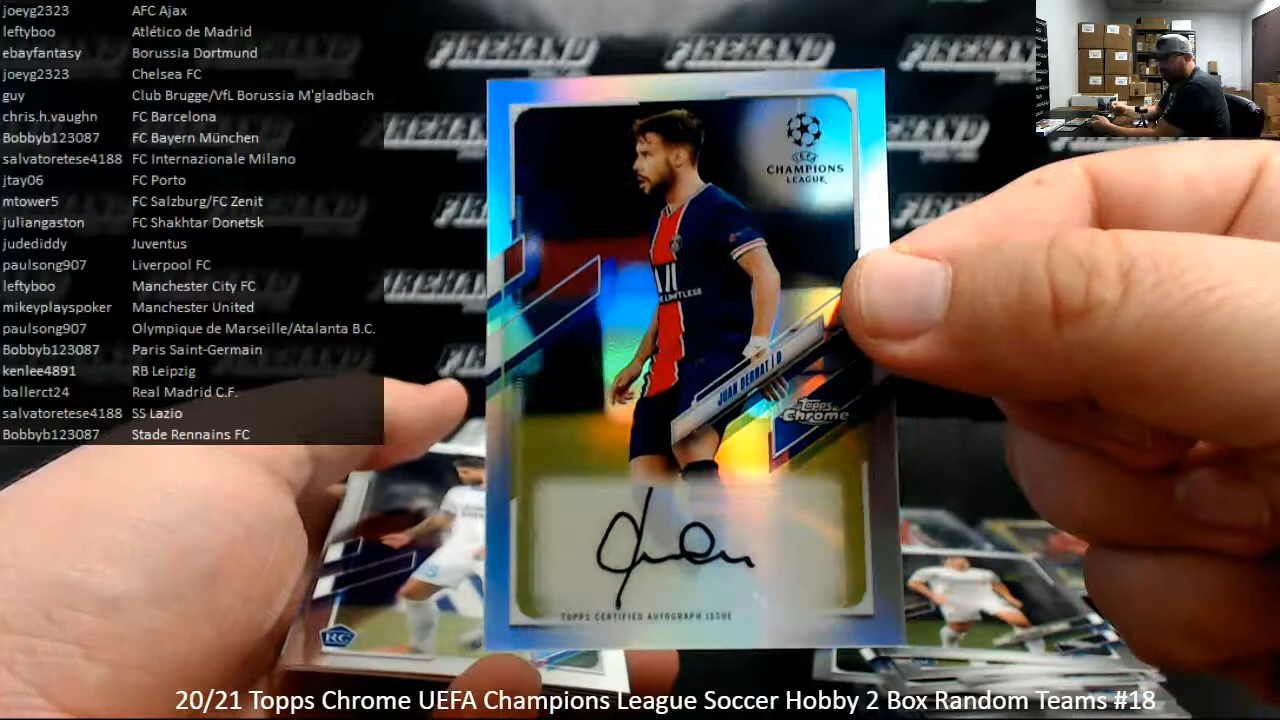 joeyg2323 AFC Ajax
leftyboo Atlético de Madrid
ebayfantasy Borussia Dortmund
joeyg2323 Chelsea FC
guy Club Brugge/VfL Borussia M'gladbach
chris.h.vaughn FC Barcelona
Bobbyb123087 FC Bayern München
salvatoretese4188 FC Internazionale Milano
jtay06 FC Porto
mtower5 FC Salzburg/FC Zenit
juliangaston FC Shakhtar Donetsk
judediddy Juventus
paulsong907 Liverpool FC
leftyboo Manchester City FC
mikeyplayspoker Manchester United
paulsong907 Olympique de Marseille/Atalanta B.C.
Bobbyb123087 Paris Saint-Germain
kenlee4891 RB Leipzig
ballerct24 Real Madrid C.F.
salvatoretese4188 SS Lazio
Bobbyb123087 Stade Rennains FC
FIREHAND FIREHAND FIREHAND
UEFA
CHAMPIONS
LEAGUE
LIMITLESS
JUAN BERNAT | D
Topps
Chrome
TOPPS CERTIFIED AUTOGRAPH ISSUE
RC
20/21 Topps Chrome UEFA Champions League Soccer Hobby 2 Box Random Teams #18